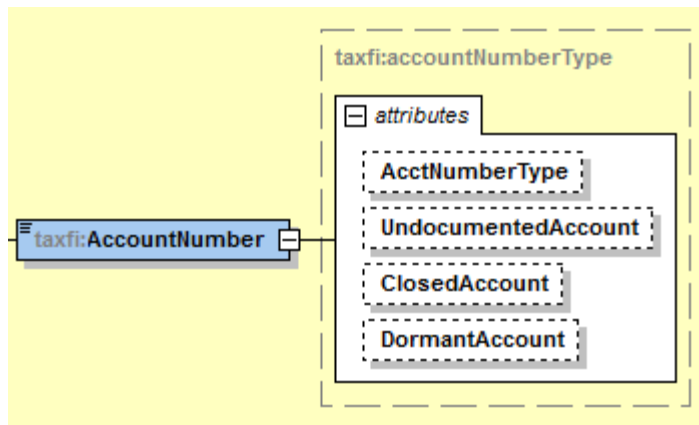 taxfi:accountNumberType
attributes
AcctNumberType
UndocumentedAccount
taxfi:AccountNumber
ClosedAccount
DormantAccount